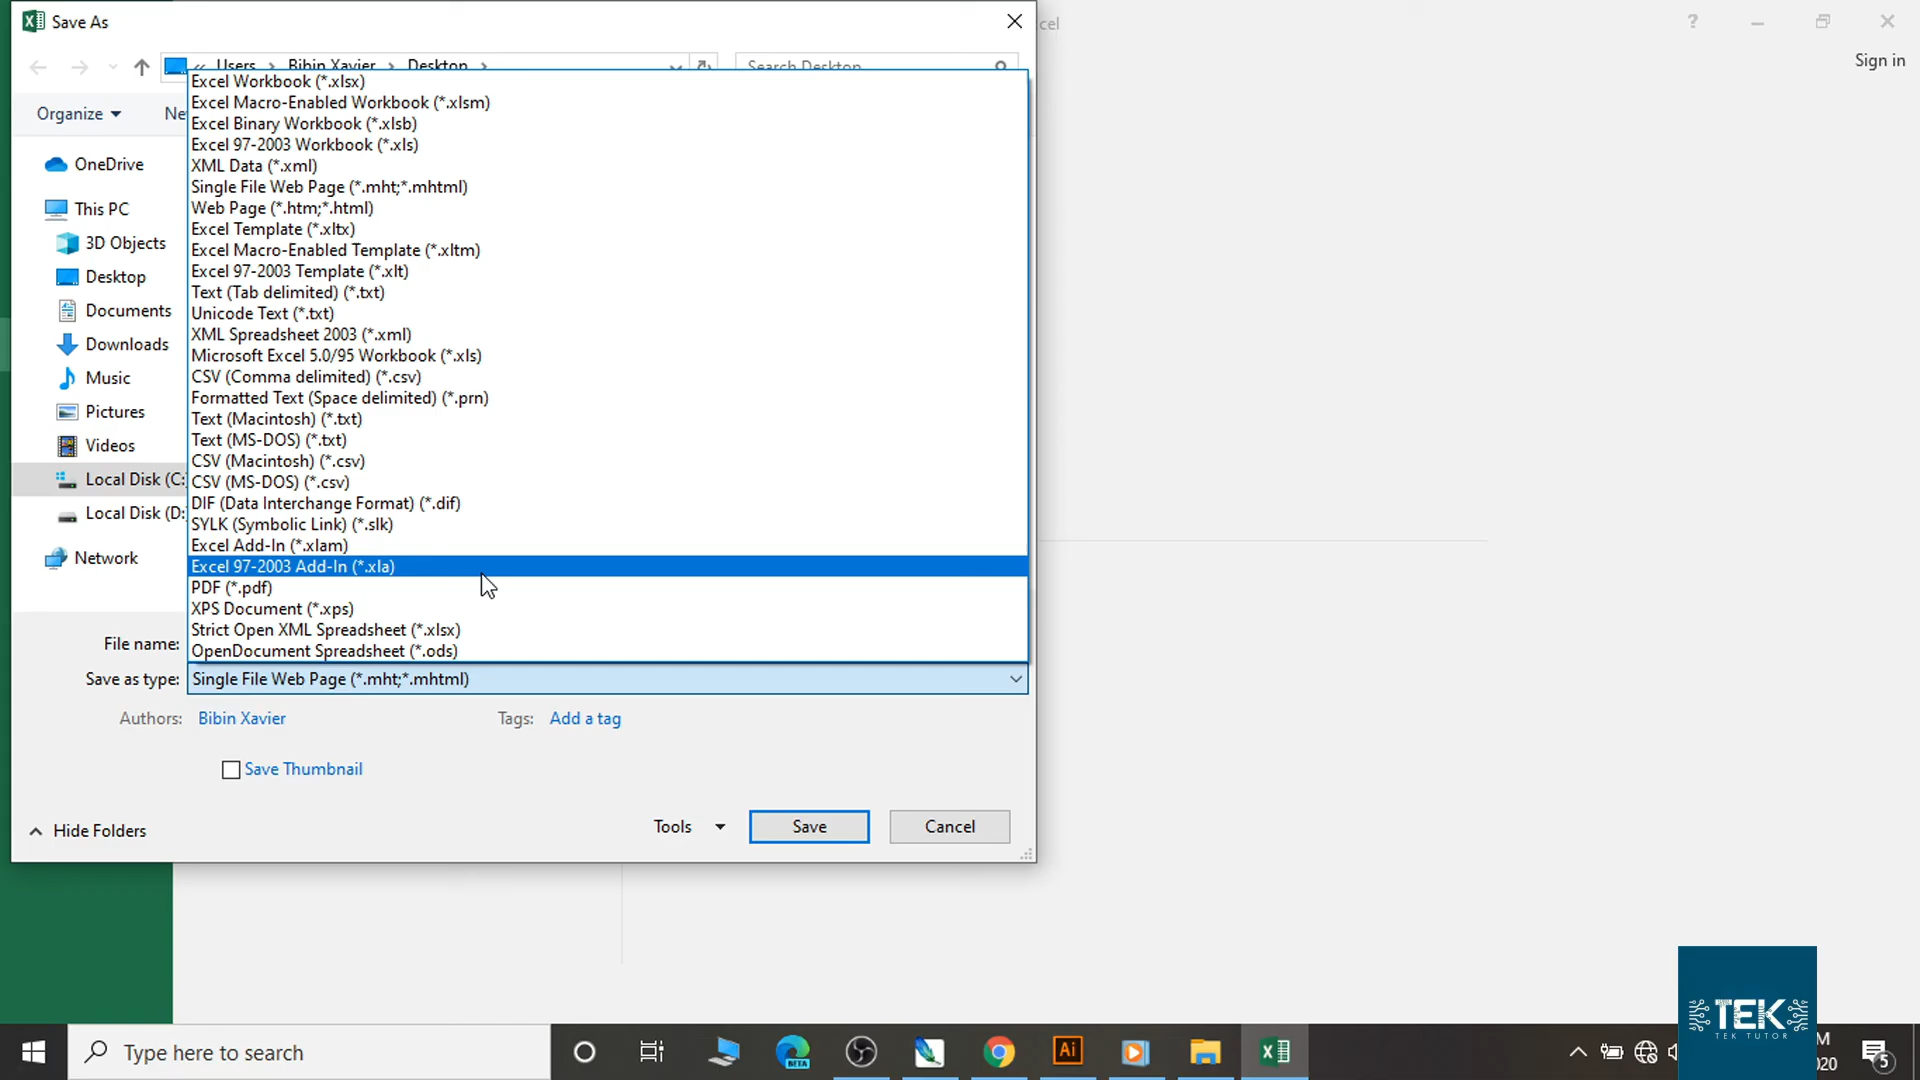 Save As
cel
Sign in
Users > Bibin Xavier > Desktop >
Search Desktop
Organize
Ne
Excel Workbook (*.xlsx)
Excel Macro-Enabled Workbook (*.xlsm)
Excel Binary Workbook (*.xlsb)
Excel 97-2003 Workbook (*.xls)
XML Data (*.xml)
Single File Web Page (*.mht;*.mhtml)
Web Page (*.htm;*.html)
Excel Template (*.xltx)
Excel Macro-Enabled Template (*.xltm)
Excel 97-2003 Template (*.xlt)
Text (Tab delimited) (*.txt)
Unicode Text (*.txt)
XML Spreadsheet 2003 (*.xml)
Microsoft Excel 5.0/95 Workbook (*.xls)
CSV (Comma delimited) (*.csv)
Formatted Text (Space delimited) (*.prn)
Text (Macintosh) (*.txt)
Text (MS-DOS) (*.txt)
CSV (Macintosh) (*.csv)
CSV (MS-DOS) (*.csv)
DIF (Data Interchange Format) (*.dif)
SYLK (Symbolic Link) (*.slk)
Excel Add-In (*.xlam)
Excel 97-2003 Add-In (*.xla)
PDF (*.pdf)
XPS Document (*.xps)
Strict Open XML Spreadsheet (*.xlsx)
OpenDocument Spreadsheet (*.ods)
OneDrive
This PC
3D Objects
Desktop
Documents
Downloads
Music
Pictures
Videos
Local Disk (C:
Local Disk (D:
Network
File name:
Save as type: Single File Web Page (*.mht;*.mhtml)
Authors: Bibin Xavier
Tags: Add a tag
Save Thumbnail
Hide Folders
Tools
Save
Cancel
Type here to search
BETA
Ai
TEK
TEK TUTOR
M
020
5